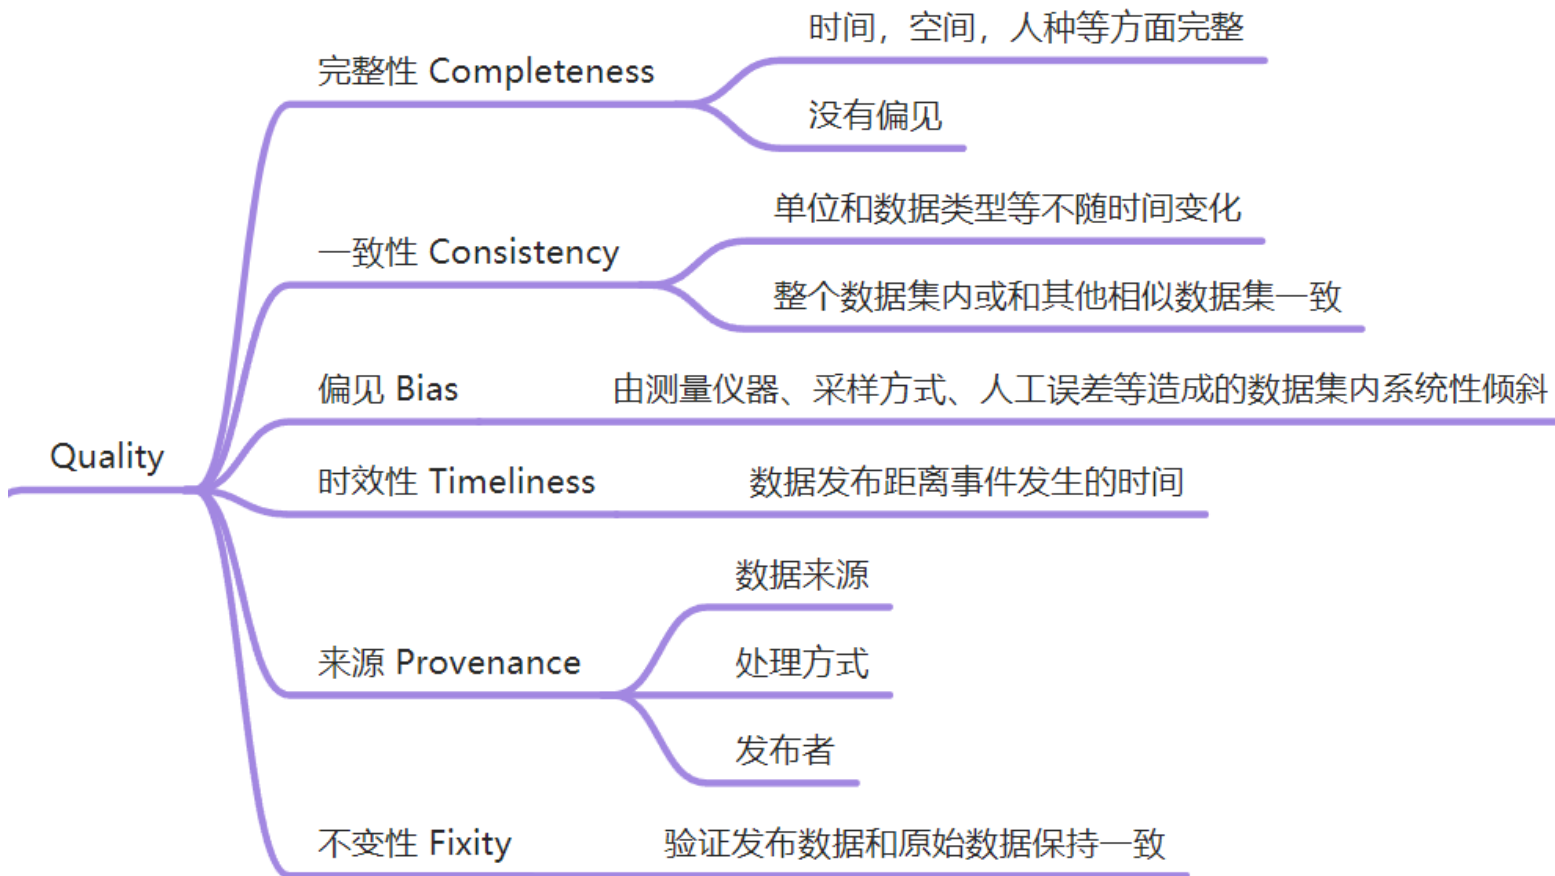 Quality
完整性 Completeness
时间，空间，人种等方面完整
没有偏见
一致性 Consistency
单位和数据类型等不随时间变化
整个数据集内或和其他相似数据集一致
偏见 Bias
由测量仪器、采样方式、人工误差等造成的数据集内系统性倾斜
时效性 Timeliness
数据发布距离事件发生的时间
来源 Provenance
数据来源
处理方式
发布者
不变性 Fixity
验证发布数据和原始数据保持一致